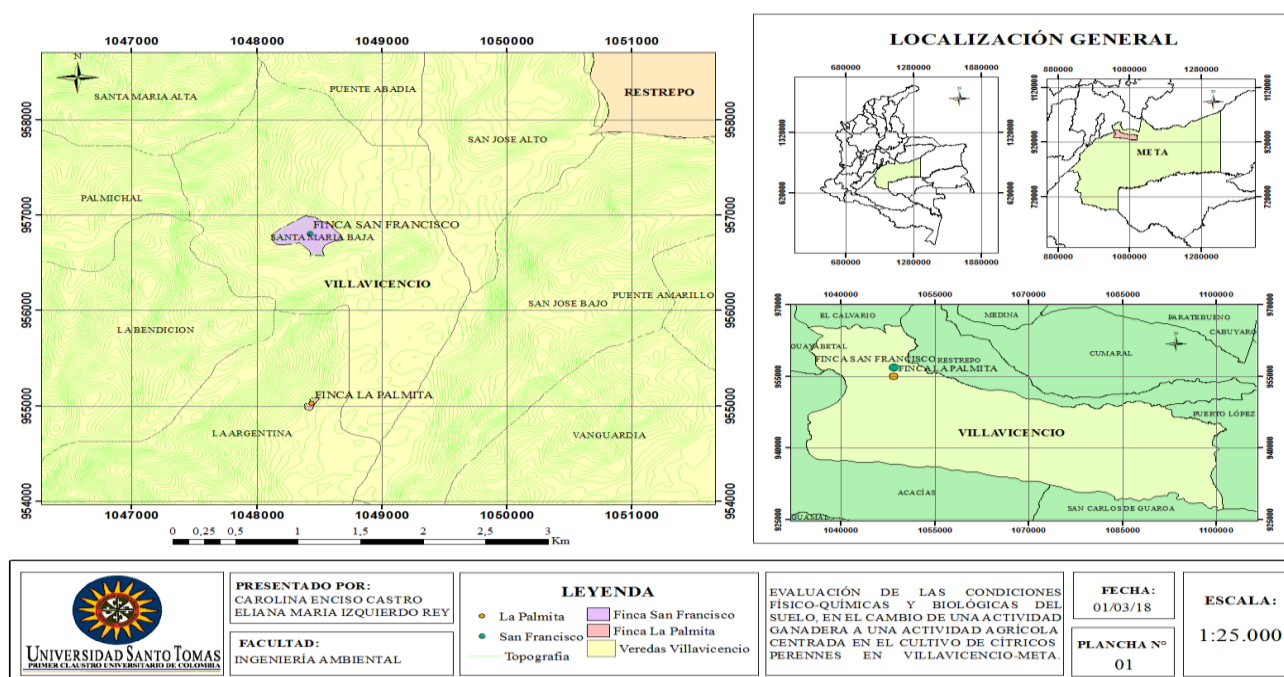 1047000 1048000 1049000 1050000 1051000
N
958000
957000
956000
955000
954000
SANTA MARIA ALTA
PUENTE ABADIA
RESTREPO
SAN JOSE ALTO
PALMICHAL
FINCA SAN FRANCISCO
SANTA MARIA BAJA
VILLAVICENCIO
SAN JOSE BAJO
PUENTE AMARILLO
LA BENDICION
FINCA LA PALMITA
LA ARGENTINA
VANGUARDIA
958000
957000
956000
955000
954000
1047000 1048000 1049000 1050000 1051000
0 0,25 0,5 1 1,5 2 2,5 3
Km
LOCALIZACIÓN GENERAL
680000 1280000 1880000
1220000
620000
1220000
620000
680000 1280000 1880000
880000 1080000 1280000
1120000
920000
720000
META
1120000
920000
720000
880000 1080000 1280000
1040000 1055000 1070000 1085000 1100000
970000
955000
940000
925000
EL CALVARIO
MEDINA
PARATEBUENO
CABUYARO
GUAYABETAL
FINCA SAN FRANCISCO
RESTREPO
CUMARAL
FINCA LA PALMITA
PUERTO LÓPEZ
VILLAVICENCIO
ACACÍAS
SAN CARLOS DE GUAROA
GUAMAL
970000
955000
940000
925000
1040000 1055000 1070000 1085000 1100000
UNIVERSIDAD SANTO TOMAS
PRIMER CLAUSTRO UNIVERSITARIO DE COLOMBIA
PRESENTADO POR:
CAROLINA ENCISO CASTRO
ELIANA MARIA IZQUIERDO REY
FACULTAD:
INGENIERÍA AMBIENTAL
LEYENDA
La Palmita
San Francisco
Topografia
Finca San Francisco
Finca La Palmita
Veredas Villavicencio
EVALUACIÓN DE LAS CONDICIONES
FÍSICO-QUÍMICAS Y BIOLÓGICAS DEL
SUELO, EN EL CAMBIO DE UNA ACTIVIDAD
GANADERA A UNA ACTIVIDAD AGRÍCOLA
CENTRADA EN EL CULTIVO DE CÍTRICOS
PERENNES EN VILLAVICENCIO-META.
FECHA:
01/03/18
PLANCHA N°
01
ESCALA:
1:25.000